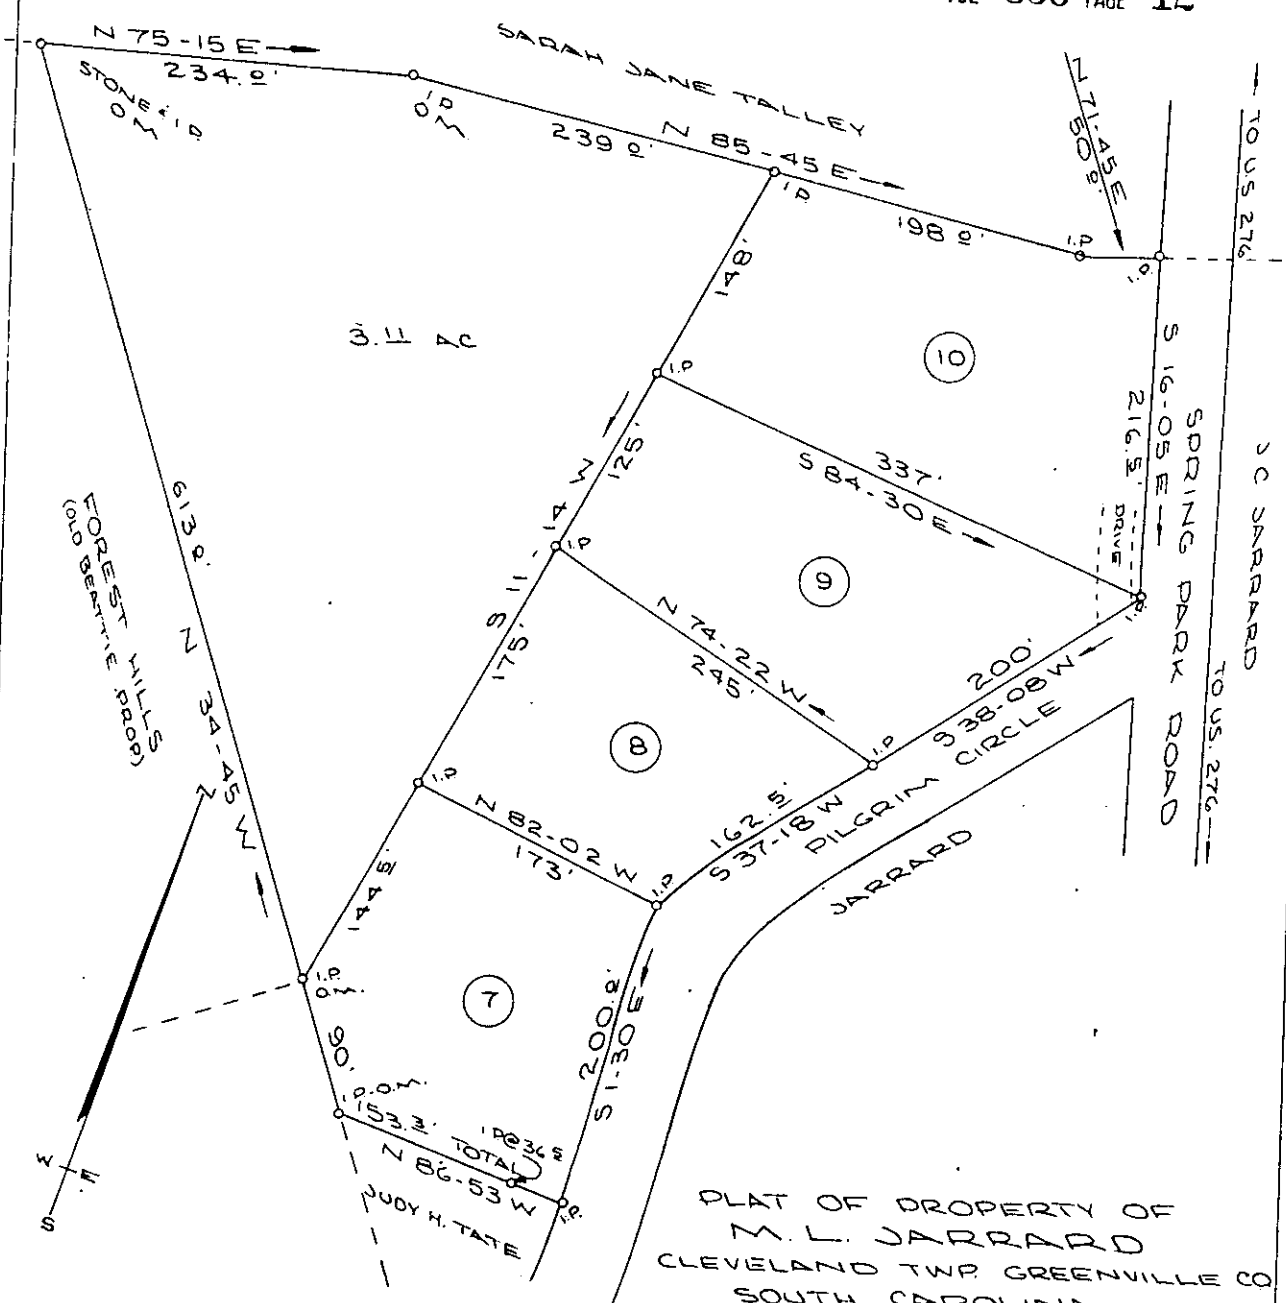 N 75-15 E
234.0'
STONE & I.P.
O.M.
SARAH JANE TALLEY
I.P.
O.M.
239.0'
N 85-45 E
I.P.
198.0'
N 71-45 E
50.0'
I.P.
I.P.
TO U.S 276
148'
3.11 AC
10
I.P.
S 16-05 E
216.5'
SPRING PARK ROAD
J C JARRARD
125'
337'
S 84-30 E
DRIVE
S 11-14 W
I.P.
9
I.P.
613.0'
N 34-45 W
FOREST HILLS
(OLD BEATTIE PROP)
175'
N 74-22 W
245'
200'
S 38-08 W
TO U.S. 276
8
I.P.
PILGRIM CIRCLE
I.P.
N 82-02 W
173'
162.5'
S 37-18 W
JARRARD
I.P.
N
144.5'
I.P.
O.M.
7
200.0'
S 1-30 E
90'
I.P.O.M.
153.3' TOTAL
I.P.@36.5
N 86-53 W
I.P.
JUDY H. TATE
W E
S
PLAT OF PROPERTY OF
M. L. JARRARD
CLEVELAND TWP. GREENVILLE CO
SOUTH CAROLINA